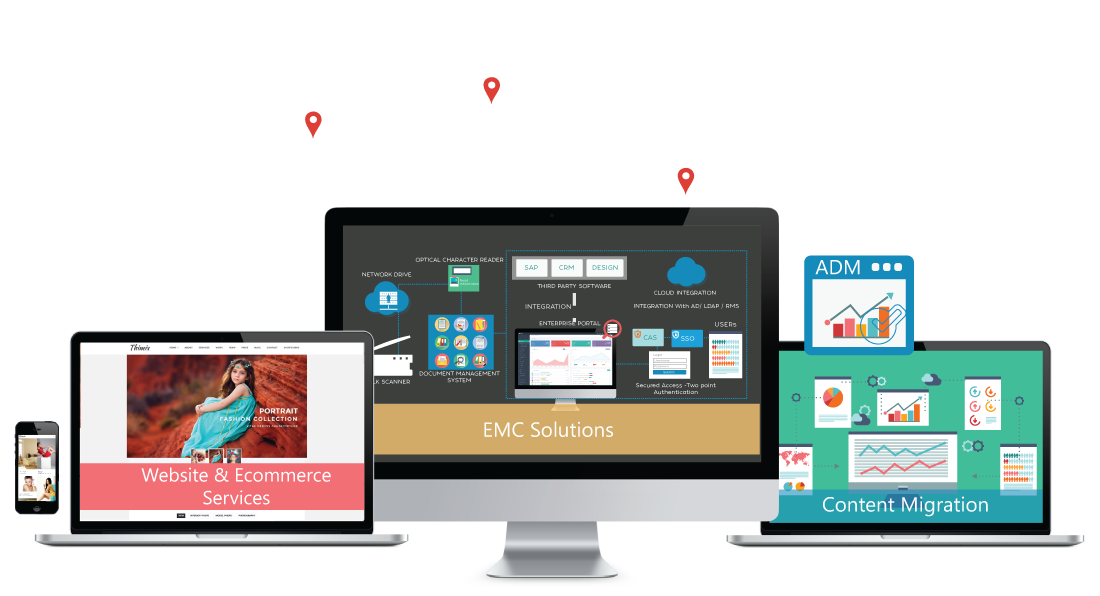 ADM
OPTICAL CHARACTER READER
NETWORK DRIVE
SAP
CRM
DESIGN
THIRD PARTY SOFTWARE
CLOUD INTEGRATION
INTEGRATION
INTEGRATION With AD/ LDAP / RMS
ENTERPRISE PORTAL
USERs
CAS
SSO
LK SCANNER
DOCUMENT MANAGEMENT
SYSTEM
Secured Access -Two point
Authentication
EMC Solutions
Thimis
PORTRAIT
FASHION COLLECTION
Website & Ecommerce
Services
Content Migration